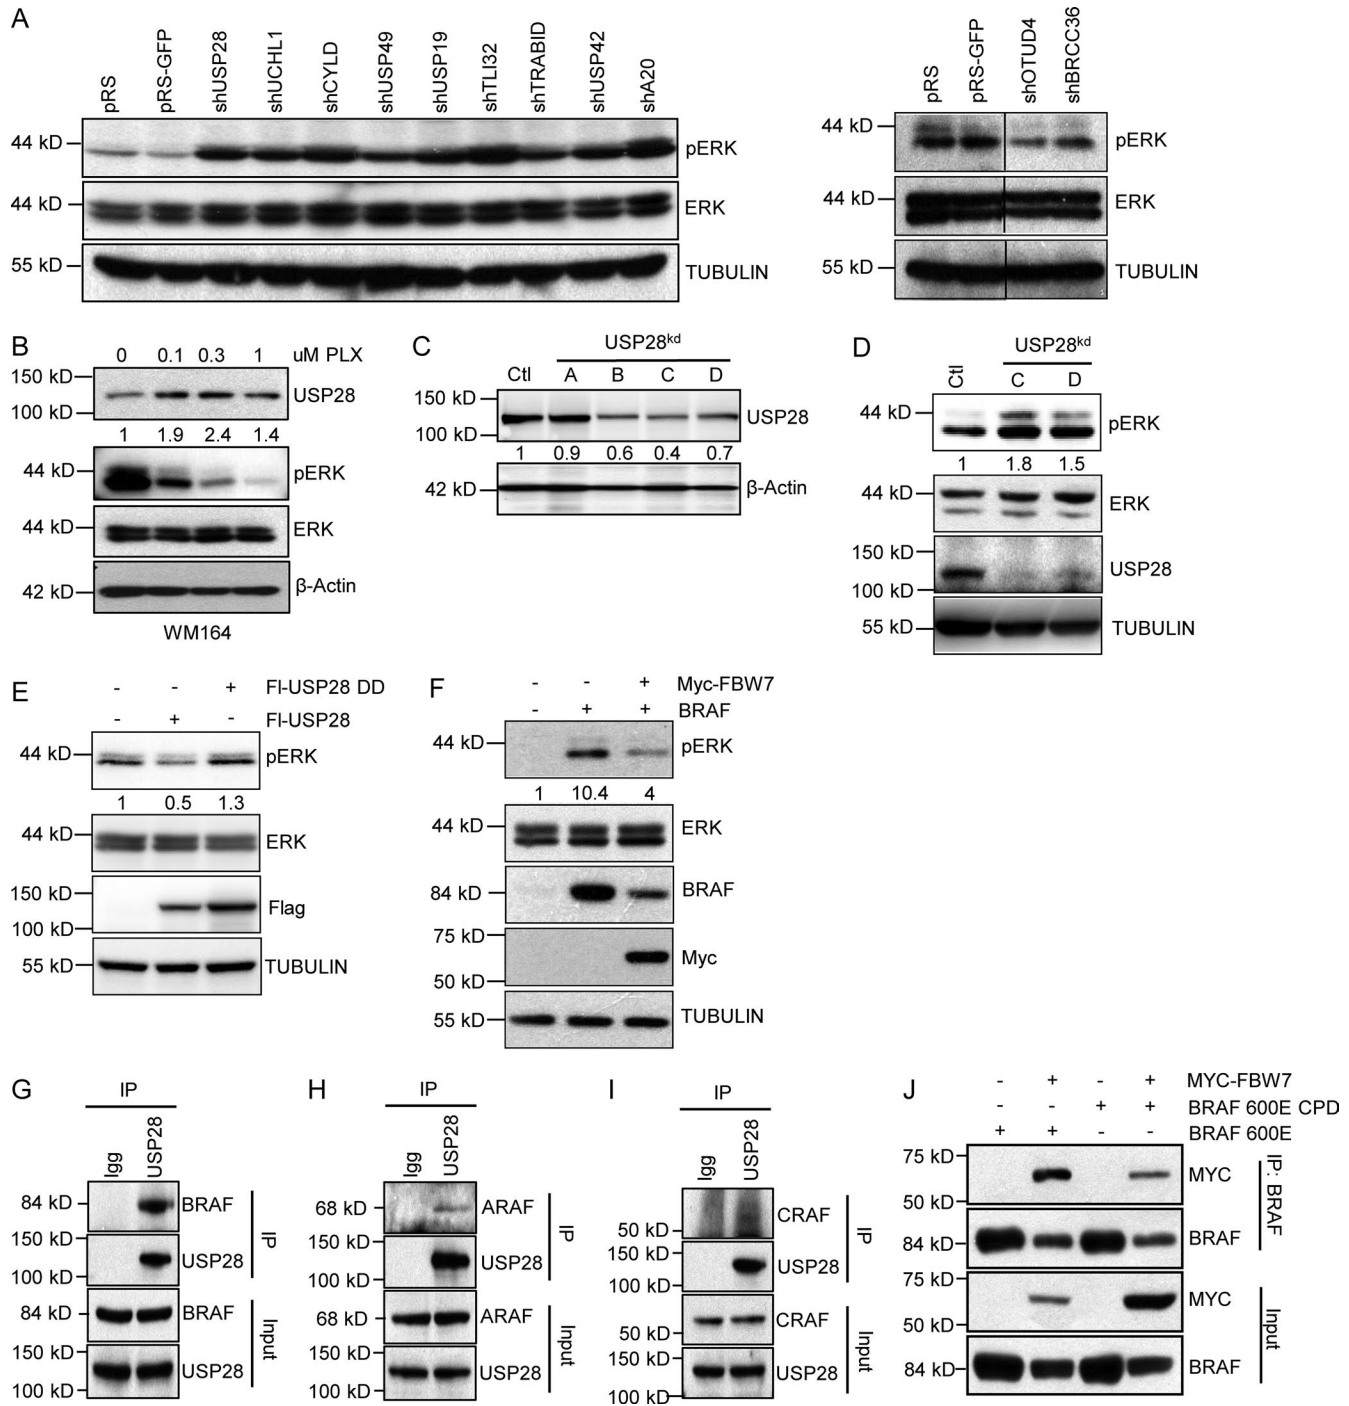 A
pRS
pRS-GFP
shUSP28
shUCHL1
shCYLD
shUSP49
shUSP19
shTLI32
shTRABID
shUSP42
shA20
44 kD
pERK
44 kD
ERK
55 kD
TUBULIN
pRS
pRS-GFP
shOTUD4
shBRCC36
44 kD
pERK
44 kD
ERK
55 kD
TUBULIN
B
0 0.1 0.3 1 uM PLX
150 kD
USP28
100 kD
1 1.9 2.4 1.4
44 kD
pERK
44 kD
ERK
42 kD
β-Actin
WM164
C
USP28kd
Ctl A B C D
150 kD
USP28
100 kD
1 0.9 0.6 0.4 0.7
42 kD
β-Actin
D
USP28kd
Ctl C D
44 kD
pERK
1 1.8 1.5
44 kD
ERK
150 kD
USP28
100 kD
55 kD
TUBULIN
E
- - + Fl-USP28 DD
- + - Fl-USP28
44 kD
pERK
1 0.5 1.3
44 kD
ERK
150 kD
Flag
100 kD
55 kD
TUBULIN
F
- - + Myc-FBW7
- + + BRAF
44 kD
pERK
1 10.4 4
44 kD
ERK
84 kD
BRAF
75 kD
Myc
50 kD
55 kD
TUBULIN
G
IP
Igg
USP28
84 kD
BRAF
150 kD
USP28
100 kD
IP
84 kD
BRAF
150 kD
USP28
100 kD
Input
H
IP
Igg
USP28
68 kD
ARAF
150 kD
USP28
100 kD
IP
68 kD
ARAF
150 kD
USP28
100 kD
Input
I
IP
Igg
USP28
CRAF
50 kD
150 kD
USP28
100 kD
IP
CRAF
50 kD
150 kD
USP28
100 kD
Input
J
- + - + MYC-FBW7
- - + + BRAF 600E CPD
+ + - - BRAF 600E
75 kD
MYC
50 kD
84 kD
BRAF
IP: BRAF
75 kD
MYC
50 kD
84 kD
BRAF
Input